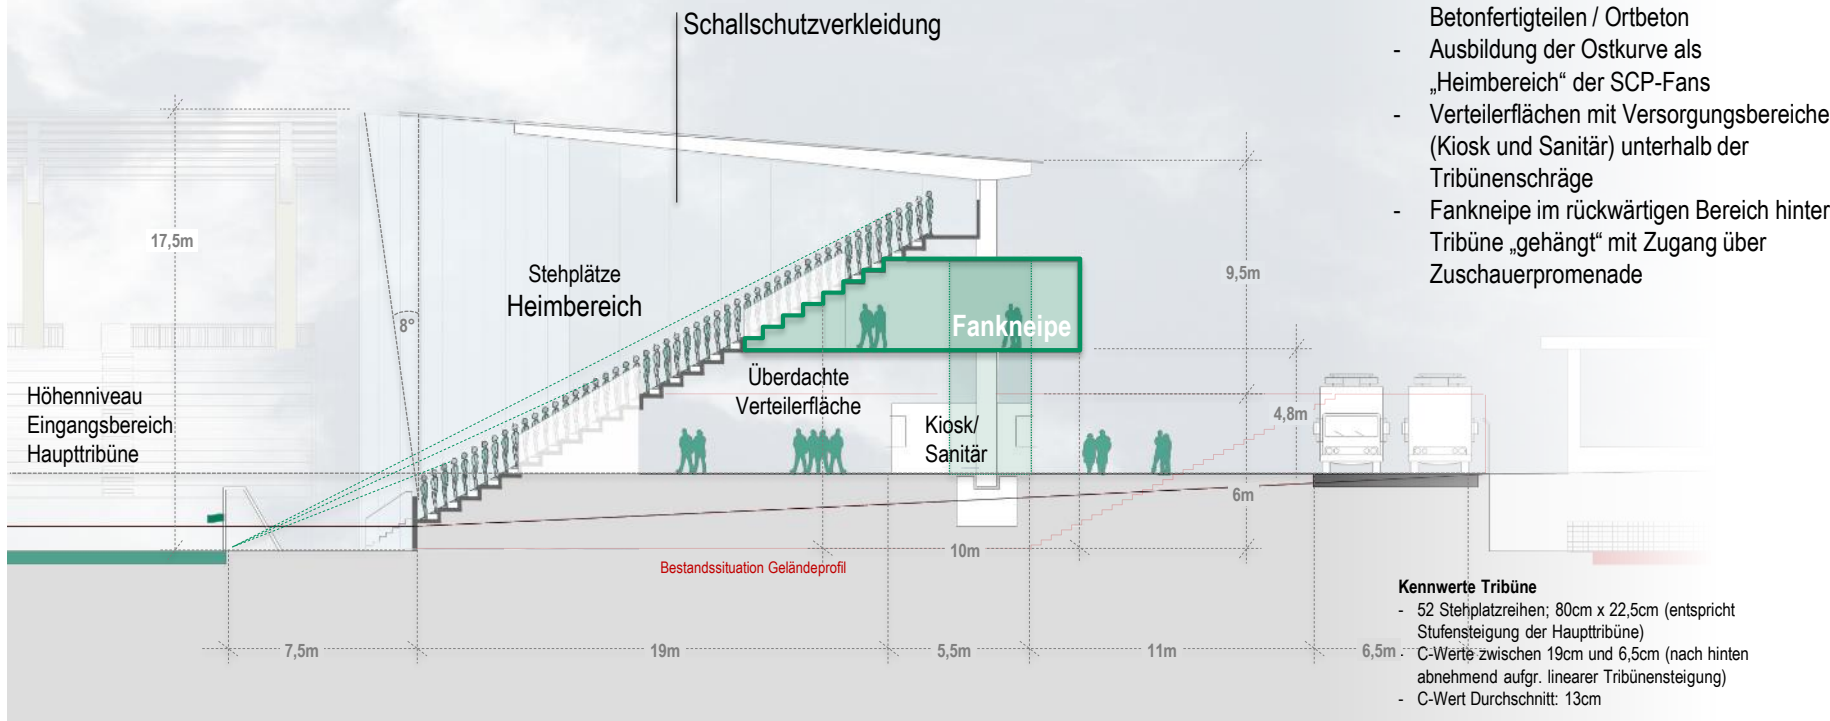 Schallschutzverkleidung
Betonfertigteilen / Ortbeton
- Ausbildung der Ostkurve als
„Heimbereich“ der SCP-Fans
- Verteilerflächen mit Versorgungsbereiche
(Kiosk und Sanitär) unterhalb der
Tribünenschräge
- Fankneipe im rückwärtigen Bereich hinter
Tribüne „gehängt“ mit Zugang über
Zuschauerpromenade
17,5m
8°
Stehplätze
Heimbereich
9,5m
Fankneipe
Höhenniveau
Eingangsbereich
Haupttribüne
Überdachte
Verteilerfläche
Kiosk/
Sanitär
4,8m
6m
10m
Bestandssituation Geländeprofil
7,5m
19m
5,5m
11m
6,5m
Kennwerte Tribüne
- 52 Stehplatzreihen; 80cm x 22,5cm (entspricht
Stufensteigung der Haupttribüne)
- C-Werte zwischen 19cm und 6,5cm (nach hinten
abnehmend aufgr. linearer Tribünensteigung)
- C-Wert Durchschnitt: 13cm